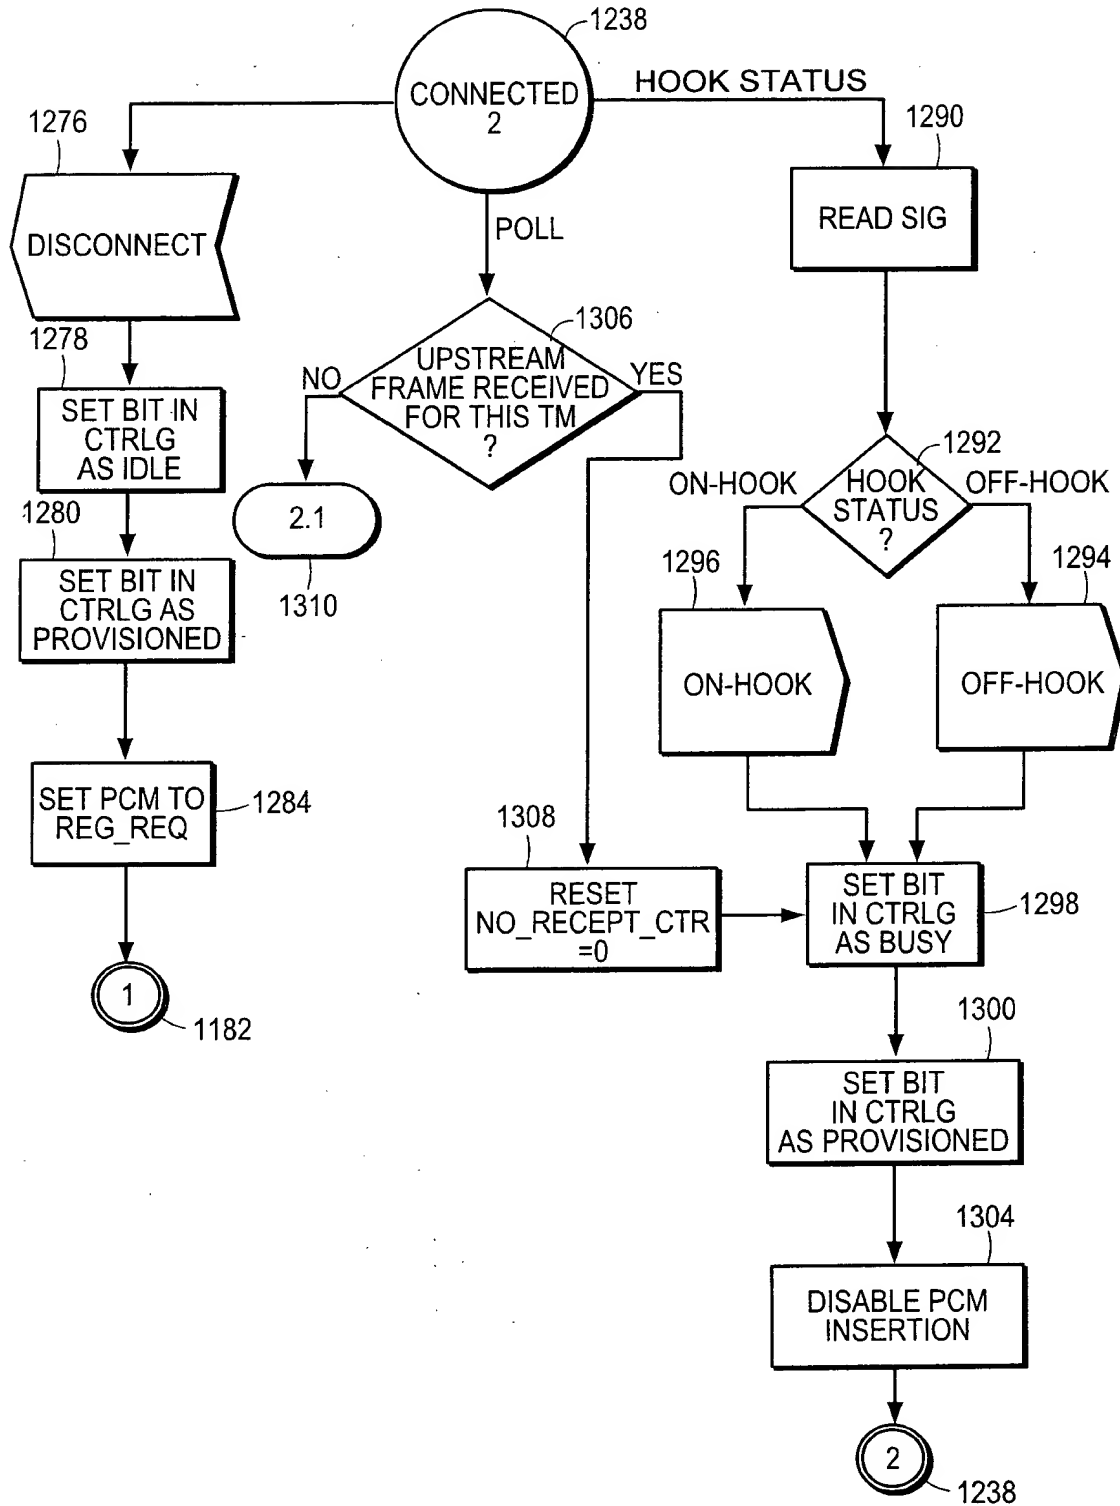 1238
CONNECTED
2
HOOK STATUS
1276
1290
DISCONNECT
POLL
READ SIG
1278
SET BIT IN
CTRLG
AS IDLE
1306
UPSTREAM
FRAME RECEIVED
FOR THIS TM
?
NO
YES
1280
SET BIT IN
CTRLG AS
PROVISIONED
2.1
1310
1292
HOOK
STATUS
?
ON-HOOK
OFF-HOOK
1296
ON-HOOK
1294
OFF-HOOK
SET PCM TO
REG_REQ
1284
1308
RESET
NO_RECEPT_CTR
=0
SET BIT
IN CTRLG
AS BUSY
1298
1
1182
1300
SET BIT
IN CTRLG
AS PROVISIONED
1304
DISABLE PCM
INSERTION
2
1238